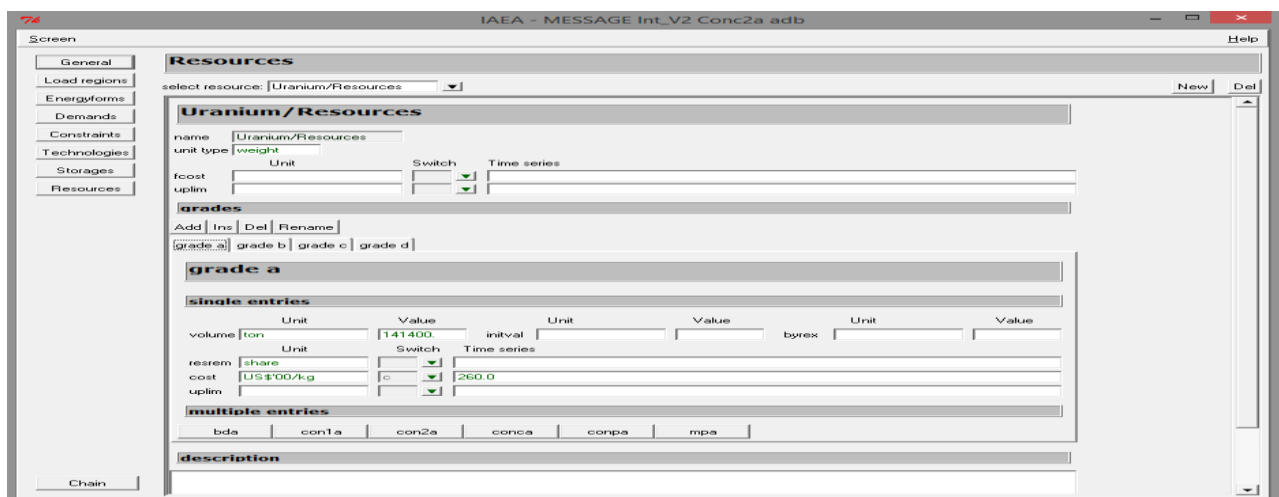 IAEA - MESSAGE Int_V2 Conc2a adb
Screen Help
General
Load regions
Energyforms
Demands
Constraints
Technologies
Storages
Resources
Chain
Resources
select resource: Uranium/Resources New Del
Uranium/Resources
name Uranium/Resources
unit type weight
Unit Switch Time series
fcost
uplim
grades
Add Ins Del Rename
grade a grade b grade c grade d
grade a
single entries
Unit Value Unit Value Unit Value
volume ton 141400. initval byrex
Unit Switch Time series
resrem share
cost US$'00/kg c 260.0
uplim
multiple entries
bda con1a con2a conca conpa mpa
description